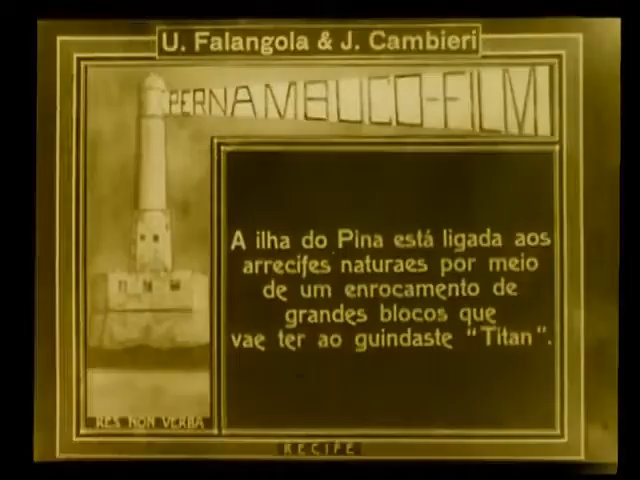 U. Falangola & J. Cambieri
PERNAMBUCO-FILM
A ilha do Pina está ligada aos
arrecifes naturaes por meio
de um enrocamento de
grandes blocos que
vae ter ao guindaste "Titan".
RES NON VERBA
RECIFE